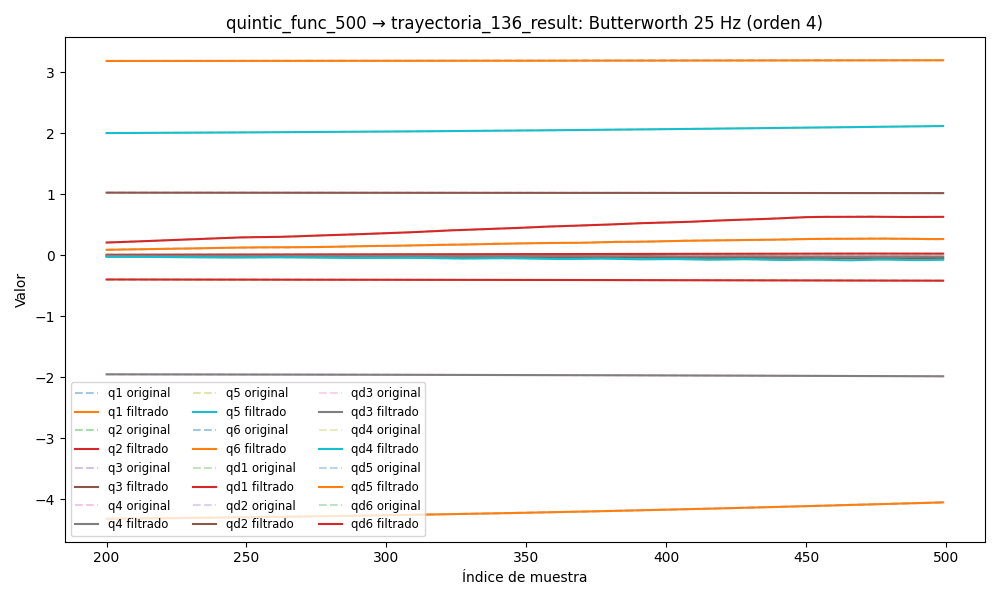 quintic_func_500 → trayectoria_136_result: Butterworth 25 Hz (orden 4)
Valor
3
2
1
0
−1
−2
−3
−4
q1 original
q1 filtrado
q2 original
q2 filtrado
q3 original
q3 filtrado
q4 original
q4 filtrado
q5 original
q5 filtrado
q6 original
q6 filtrado
qd1 original
qd1 filtrado
qd2 original
qd2 filtrado
qd3 original
qd3 filtrado
qd4 original
qd4 filtrado
qd5 original
qd5 filtrado
qd6 original
qd6 filtrado
200
250
300
350
400
450
500
Índice de muestra